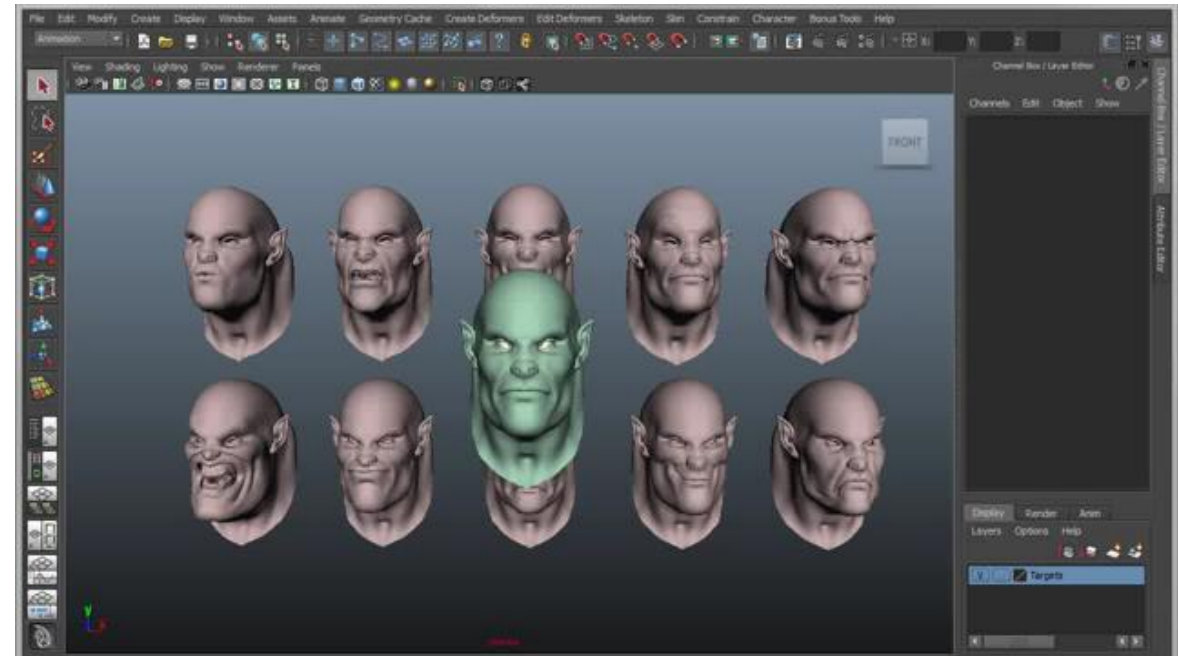 File Edit Modify Create Display Window Assets Animate Geometry Cache Create Deformers Edit Deformers Skeleton Skin Constrain Character Bonus Tools Help
Animation X: Y: Z:
View Shading Lighting Show Renderer Panels
Channel Box / Layer Editor
Channels Edit Object Show
FRONT
Channel Box / Layer Editor
Attribute Editor
Display Render Anim
Layers Options Help
V Targets
y
x